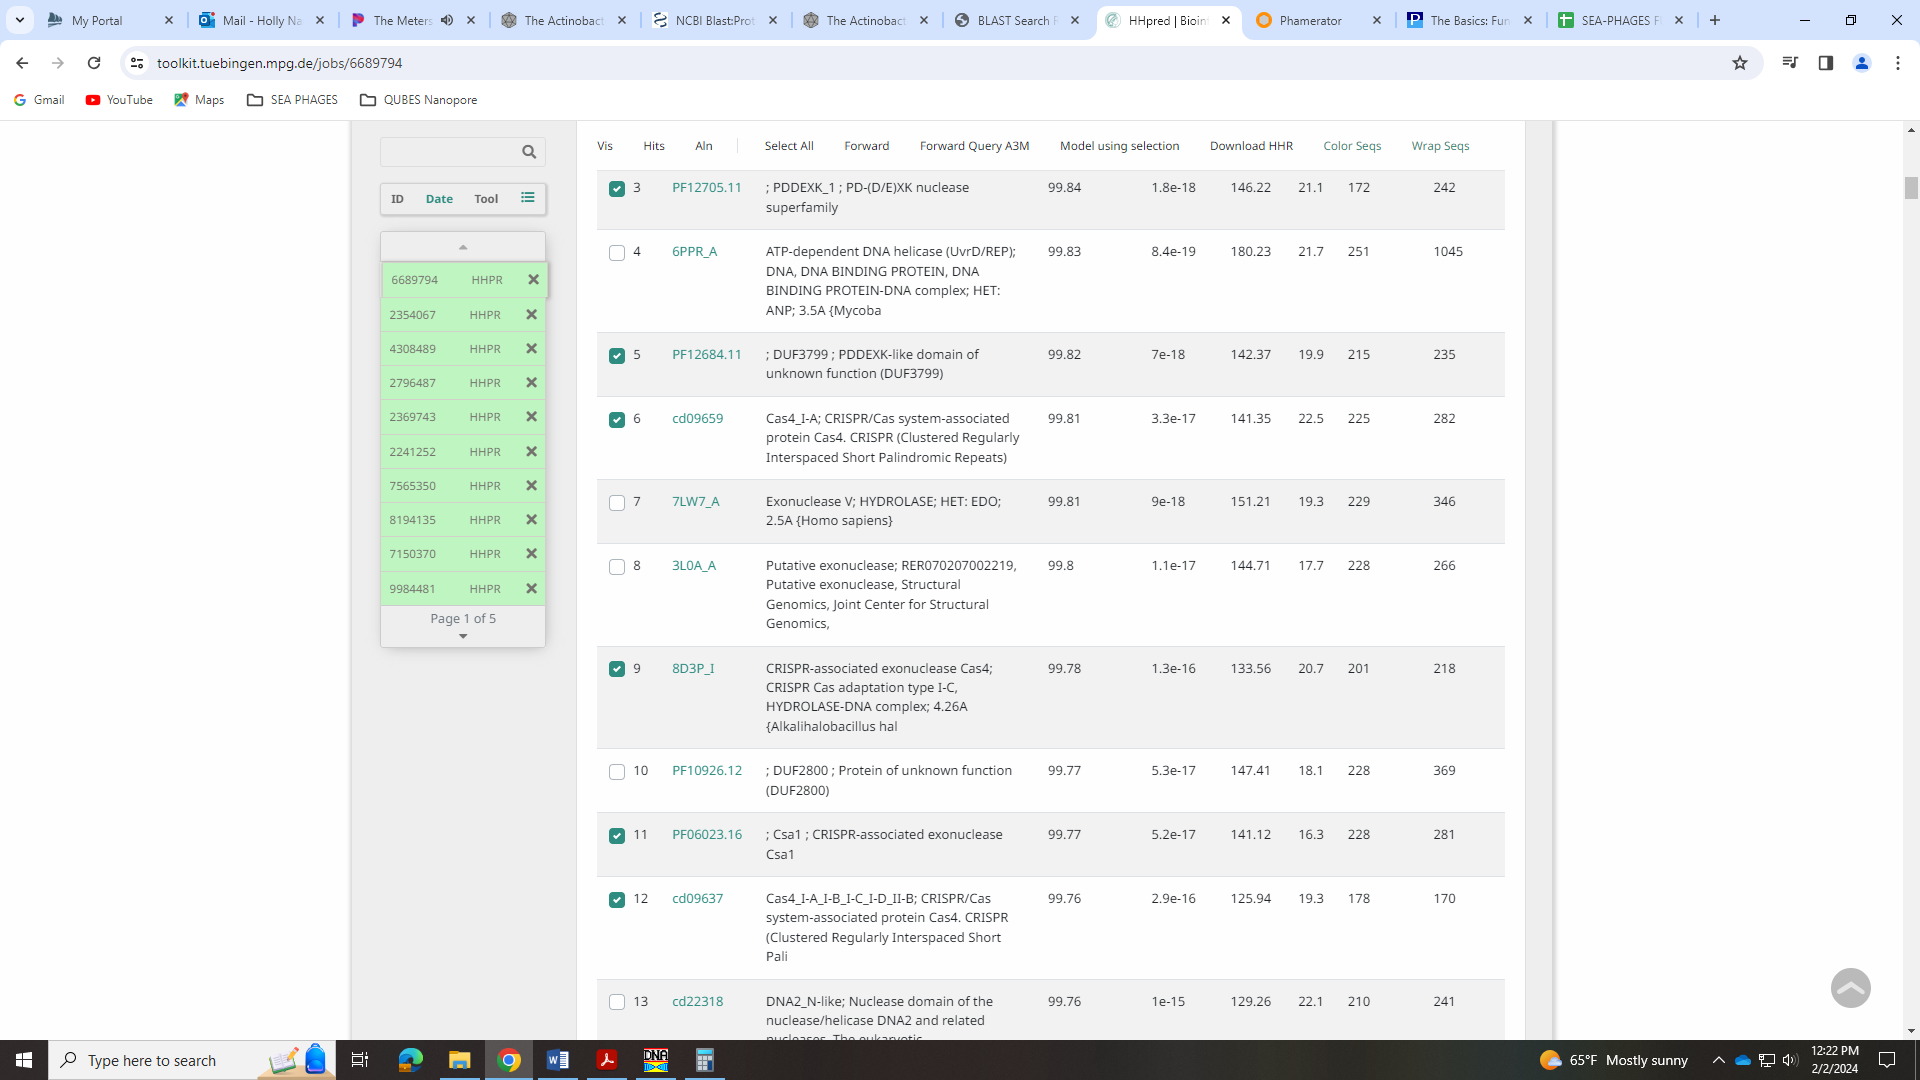 My Portal
Mail - Holly Na
The Meters
The Actinobact
NCBI Blast:Prot
The Actinobact
BLAST Search R
HHpred | Bioinf
Phamerator
The Basics: Fun
SEA-PHAGES F
toolkit.tuebingen.mpg.de/jobs/6689794
Gmail YouTube Maps SEA PHAGES QUBES Nanopore
Vis Hits Aln Select All Forward Forward Query A3M Model using selection Download HHR Color Seqs Wrap Seqs
ID Date Tool
6689794 HHPR
2354067 HHPR
4308489 HHPR
2796487 HHPR
2369743 HHPR
2241252 HHPR
7565350 HHPR
8194135 HHPR
7150370 HHPR
9984481 HHPR
Page 1 of 5
3 PF12705.11 ; PDDEXK_1 ; PD-(D/E)XK nuclease 99.84 1.8e-18 146.22 21.1 172 242
superfamily
4 6PPR_A ATP-dependent DNA helicase (UvrD/REP); 99.83 8.4e-19 180.23 21.7 251 1045
DNA, DNA BINDING PROTEIN, DNA
BINDING PROTEIN-DNA complex; HET:
ANP; 3.5A {Mycoba
5 PF12684.11 ; DUF3799 ; PDDEXK-like domain of 99.82 7e-18 142.37 19.9 215 235
unknown function (DUF3799)
6 cd09659 Cas4_I-A; CRISPR/Cas system-associated 99.81 3.3e-17 141.35 22.5 225 282
protein Cas4. CRISPR (Clustered Regularly
Interspaced Short Palindromic Repeats)
7 7LW7_A Exonuclease V; HYDROLASE; HET: EDO; 99.81 9e-18 151.21 19.3 229 346
2.5A {Homo sapiens}
8 3L0A_A Putative exonuclease; RER070207002219, 99.8 1.1e-17 144.71 17.7 228 266
Putative exonuclease, Structural
Genomics, Joint Center for Structural
Genomics,
9 8D3P_I CRISPR-associated exonuclease Cas4; 99.78 1.3e-16 133.56 20.7 201 218
CRISPR Cas adaptation type I-C,
HYDROLASE-DNA complex; 4.26A
{Alkalihalobacillus hal
10 PF10926.12 ; DUF2800 ; Protein of unknown function 99.77 5.3e-17 147.41 18.1 228 369
(DUF2800)
11 PF06023.16 ; Csa1 ; CRISPR-associated exonuclease 99.77 5.2e-17 141.12 16.3 228 281
Csa1
12 cd09637 Cas4_I-A_I-B_I-C_I-D_II-B; CRISPR/Cas 99.76 2.9e-16 125.94 19.3 178 170
system-associated protein Cas4. CRISPR
(Clustered Regularly Interspaced Short
Pali
13 cd22318 DNA2_N-like; Nuclease domain of the 99.76 1e-15 129.26 22.1 210 241
nuclease/helicase DNA2 and related
nucleases. The eukaryotic
Type here to search
DNA
65°F Mostly sunny
12:22 PM
2/2/2024